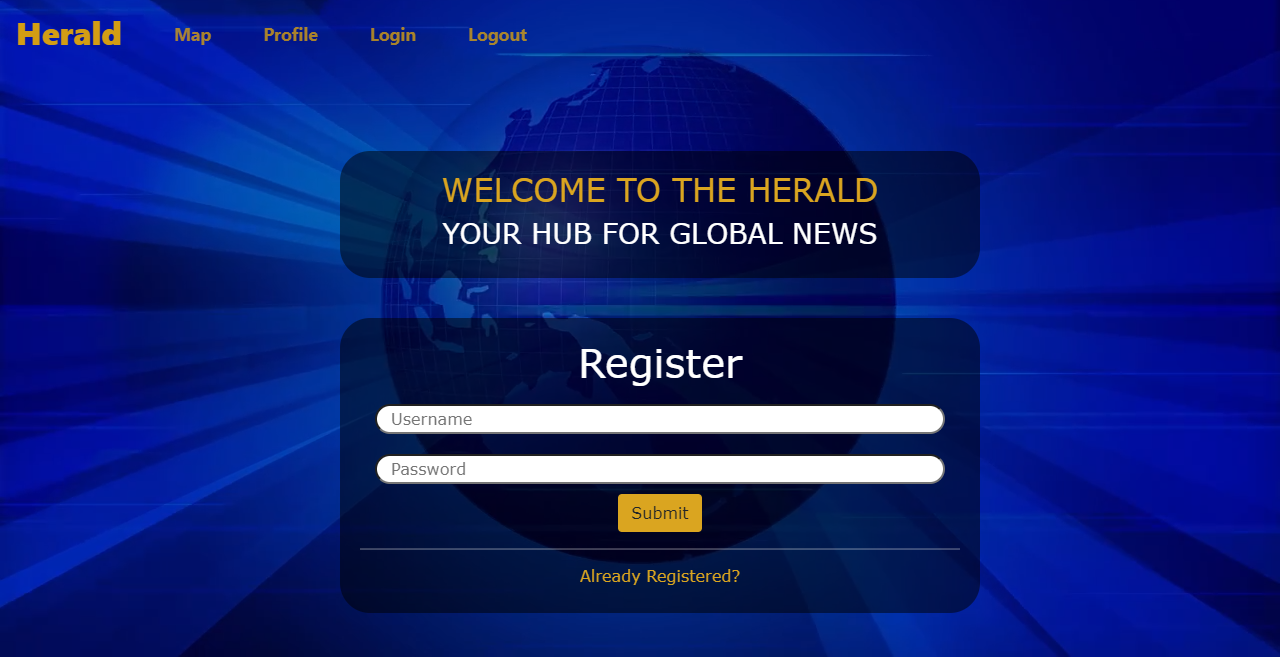 Herald Map Profile Login Logout
WELCOME TO THE HERALD
YOUR HUB FOR GLOBAL NEWS
Register
Username
Password
Submit
Already Registered?